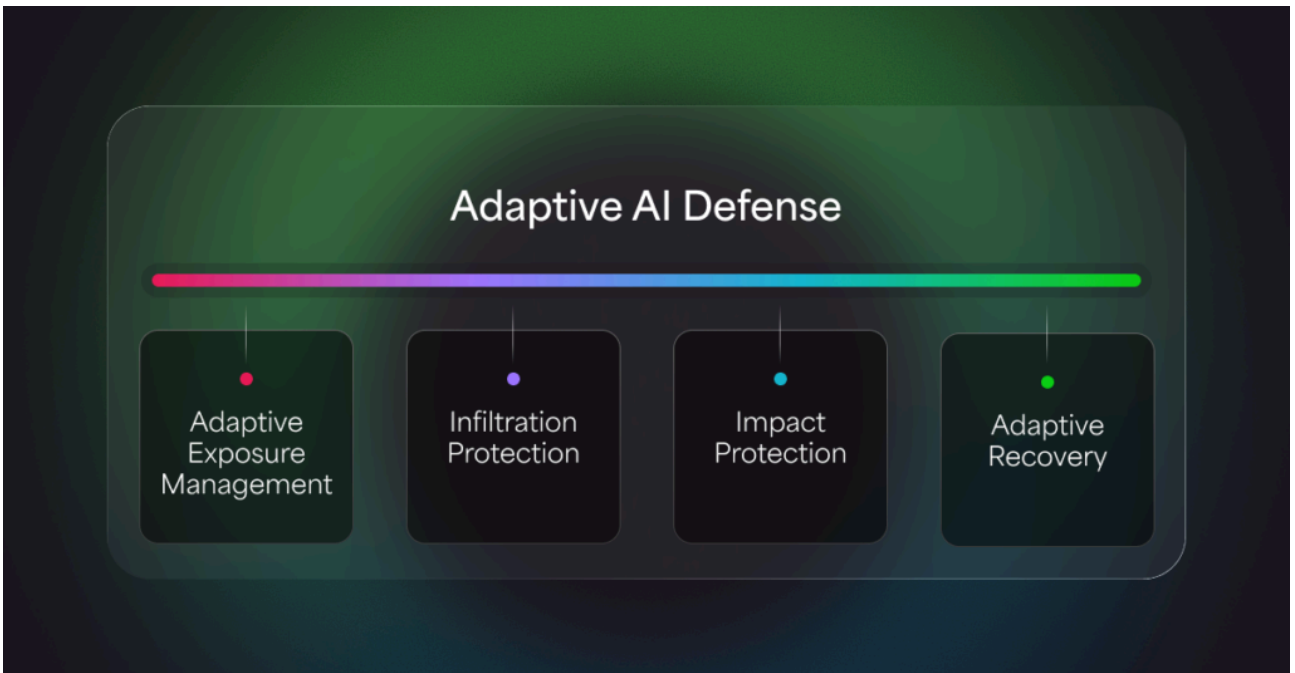 Adaptive AI Defense
Adaptive
Exposure
Management
Infiltration
Protection
Impact
Protection
Adaptive
Recovery